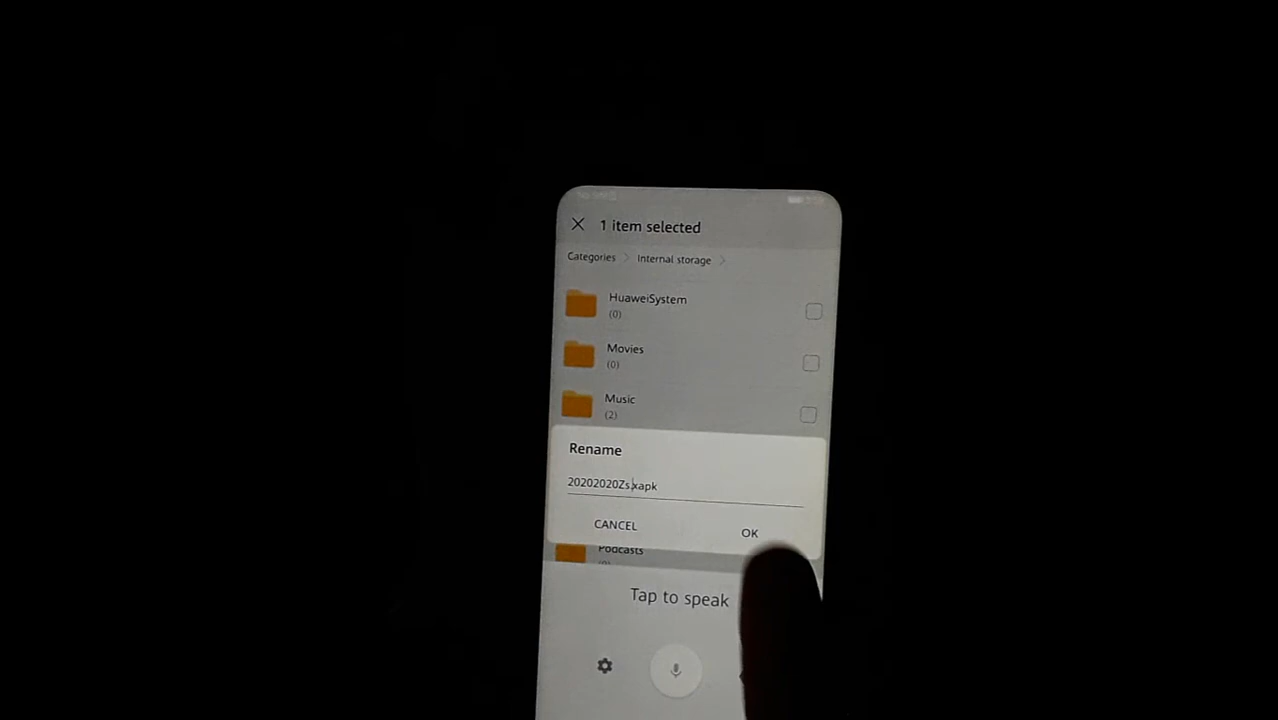 1 item selected
Categories Internal storage
HuaweiSystem
(0)
Movies
(0)
Music
(2)
Rename
20202020Zs.xapk
CANCEL OK
Podcasts
Tap to speak